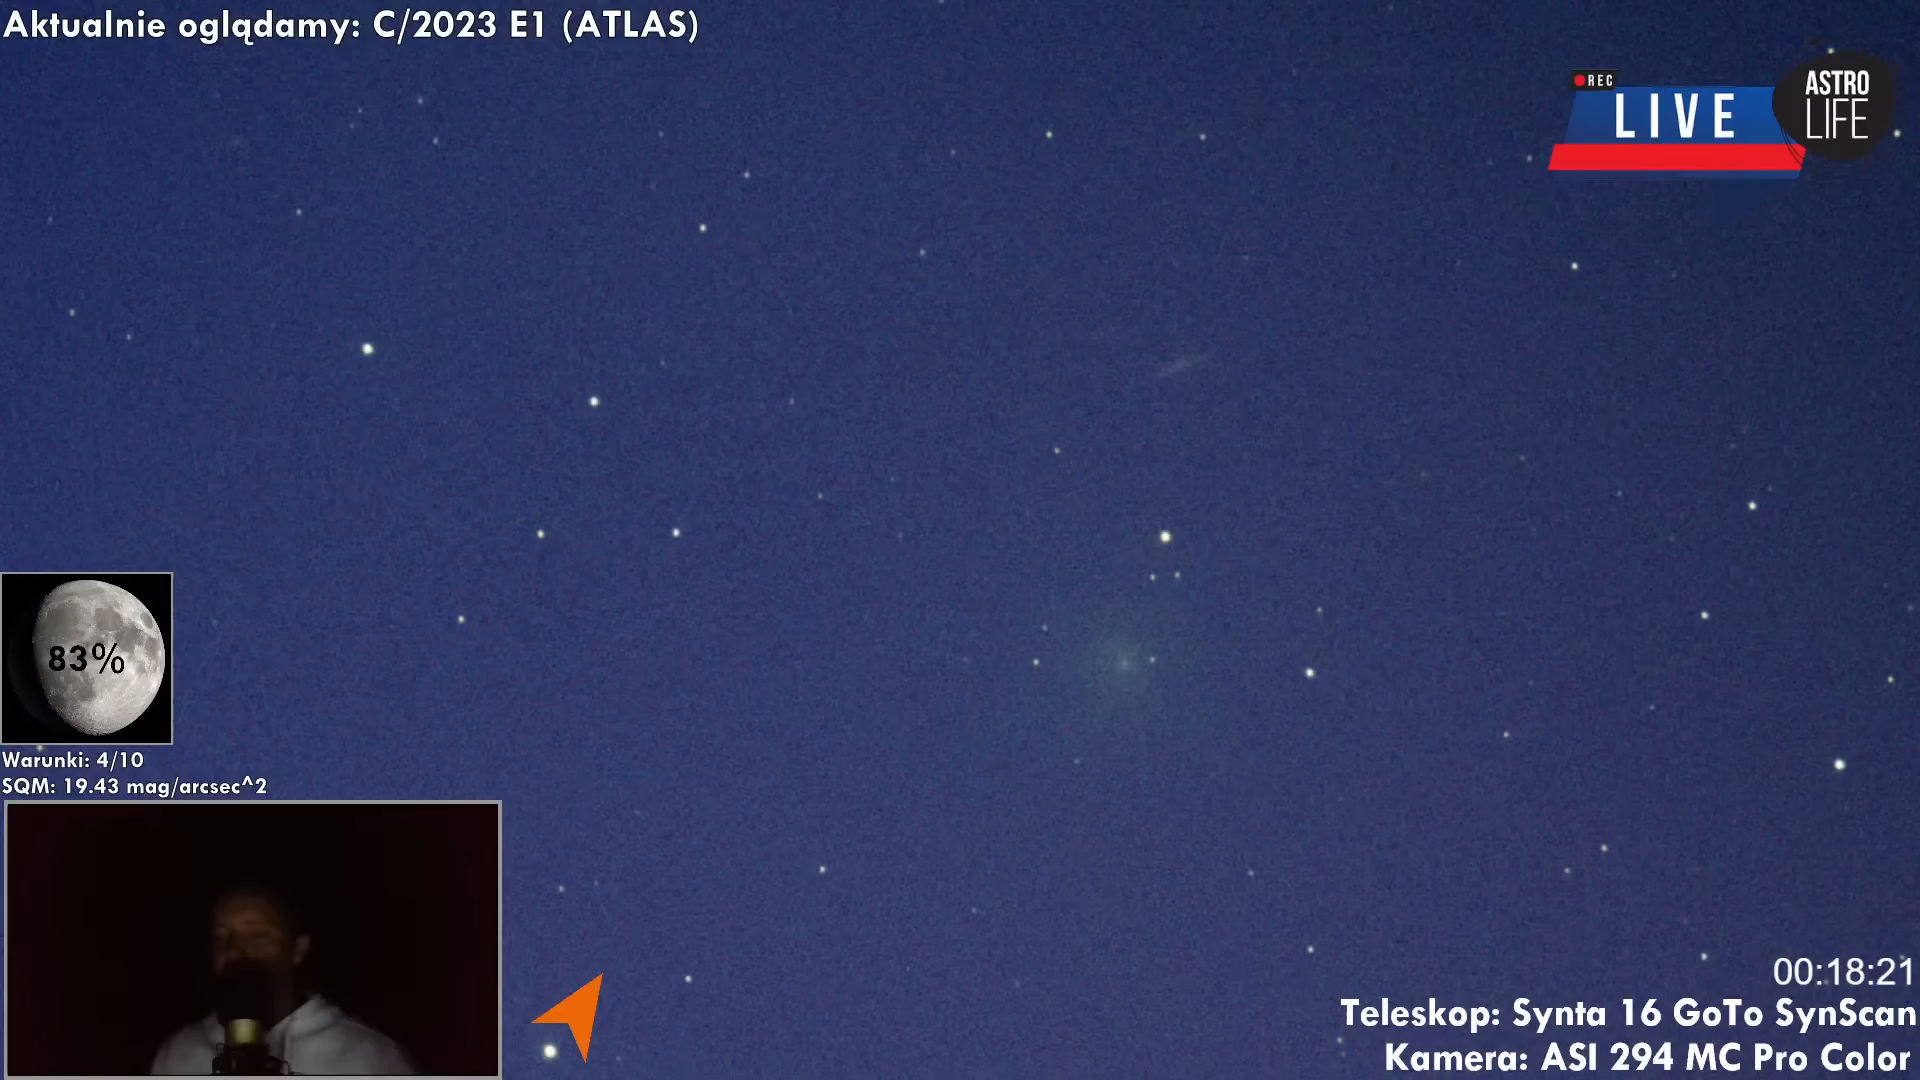 Aktualnie oglądamy: C/2023 E1 (ATLAS)
REC
LIVE
ASTRO
LIFE
83%
Warunki: 4/10
SQM: 19.43 mag/arcsec^2
00:18:21
Teleskop: Synta 16 GoTo SynScan
Kamera: ASI 294 MC Pro Color